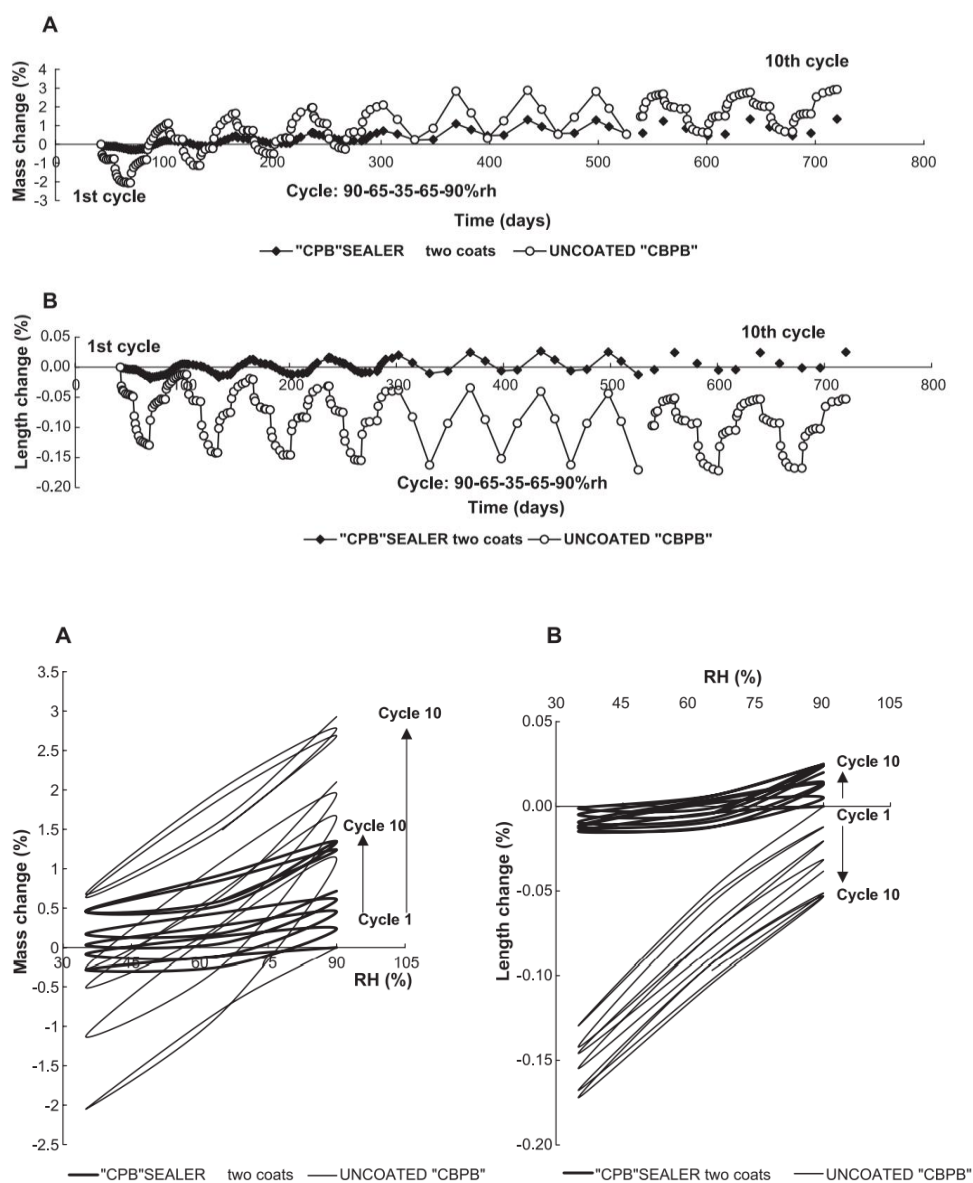 A
10th cycle
4
3
2
1
0
-1
-2
-3
Mass change (%)
0 100 200 300 400 500 600 700 800
1st cycle
Cycle: 90-65-35-65-90%rh
Time (days)
"CPB"SEALER two coats UNCOATED "CBPB"
B
1st cycle
10th cycle
0.05
0.00
-0.05
-0.10
-0.15
-0.20
Length change (%)
0 100 200 300 400 500 600 700 800
Cycle: 90-65-35-65-90%rh
Time (days)
"CPB"SEALER two coats UNCOATED "CBPB"
A
3.5
3
2.5
2
1.5
1
0.5
0
-0.5
-1
-1.5
-2
-2.5
Mass change (%)
Cycle 10
Cycle 10
Cycle 1
30 45 60 75 90 105
RH (%)
"CPB"SEALER two coats UNCOATED "CBPB"
B
RH (%)
30 45 60 75 90 105
0.05
0.00
-0.05
-0.10
-0.15
-0.20
Length change (%)
Cycle 10
Cycle 1
Cycle 10
"CPB"SEALER two coats UNCOATED "CBPB"